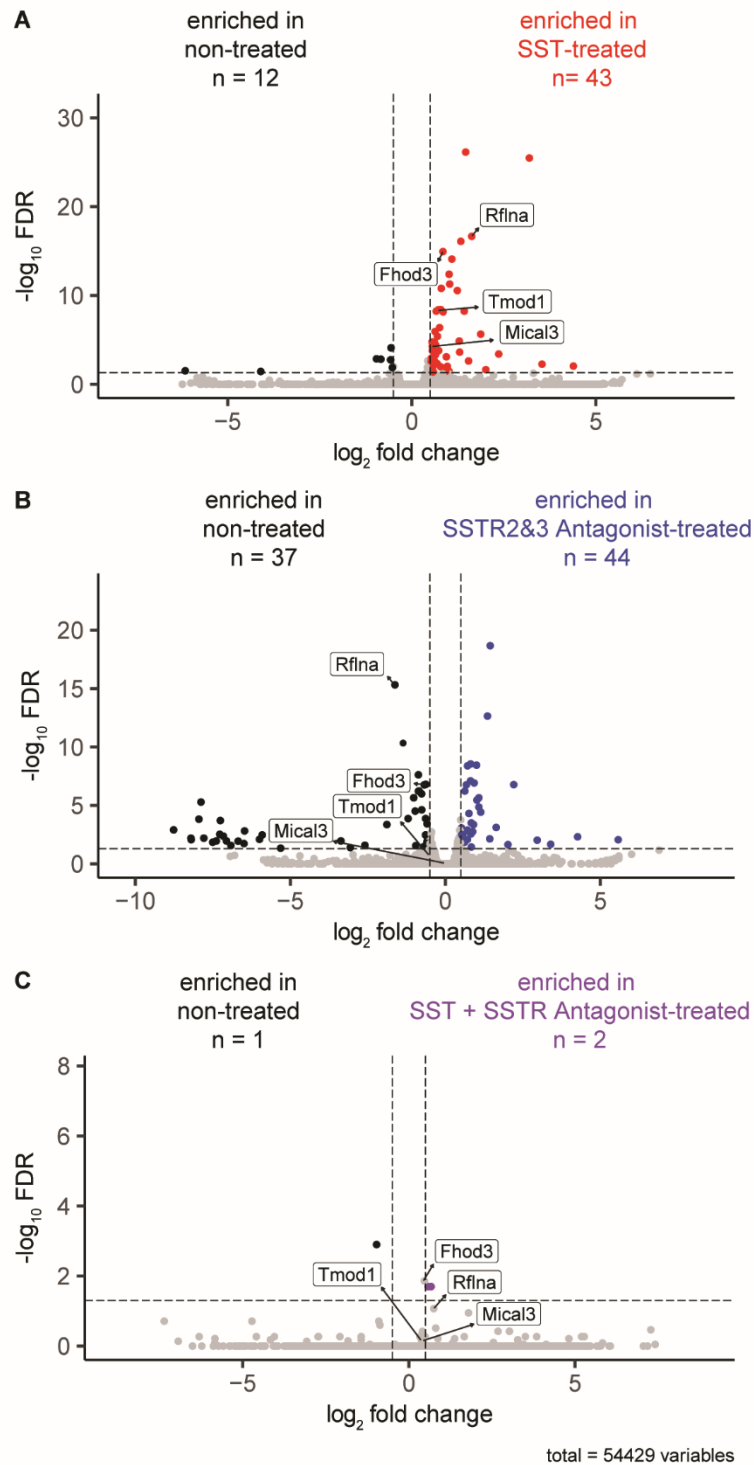 A
enriched in
non-treated
n = 12
enriched in
SST-treated
n= 43
30
20
10
0
-log10 FDR
Rflna
Fhod3
Tmod1
Mical3
−5
0
5
log2 fold change
B
enriched in
non-treated
n = 37
enriched in
SSTR2&3 Antagonist-treated
n = 44
20
15
10
5
0
-log10 FDR
Rflna
Fhod3
Tmod1
Mical3
−10
−5
0
5
log2 fold change
C
enriched in
non-treated
n = 1
enriched in
SST + SSTR Antagonist-treated
n = 2
8
6
4
2
0
-log10 FDR
Fhod3
Tmod1
Rflna
Mical3
−5
0
5
log2 fold change
total = 54429 variables